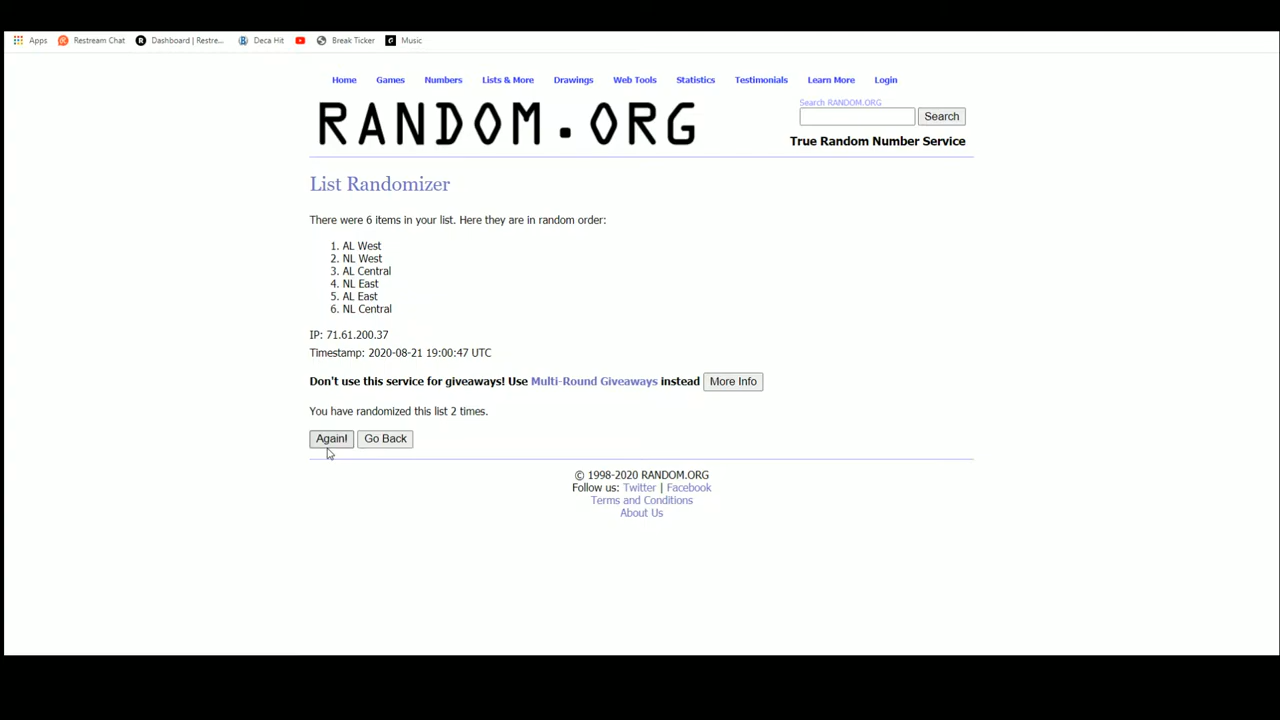 Apps Restream Chat Dashboard | Restre... Deca Hit Break Ticker Music
Home Games Numbers Lists & More Drawings Web Tools Statistics Testimonials Learn More Login
RANDOM.ORG
Search RANDOM.ORG
Search
True Random Number Service
List Randomizer
There were 6 items in your list. Here they are in random order:
1. AL West
2. NL West
3. AL Central
4. NL East
5. AL East
6. NL Central
IP: 71.61.200.37
Timestamp: 2020-08-21 19:00:47 UTC
Don't use this service for giveaways! Use Multi-Round Giveaways instead More Info
You have randomized this list 2 times.
Again! Go Back
© 1998-2020 RANDOM.ORG
Follow us: Twitter | Facebook
Terms and Conditions
About Us